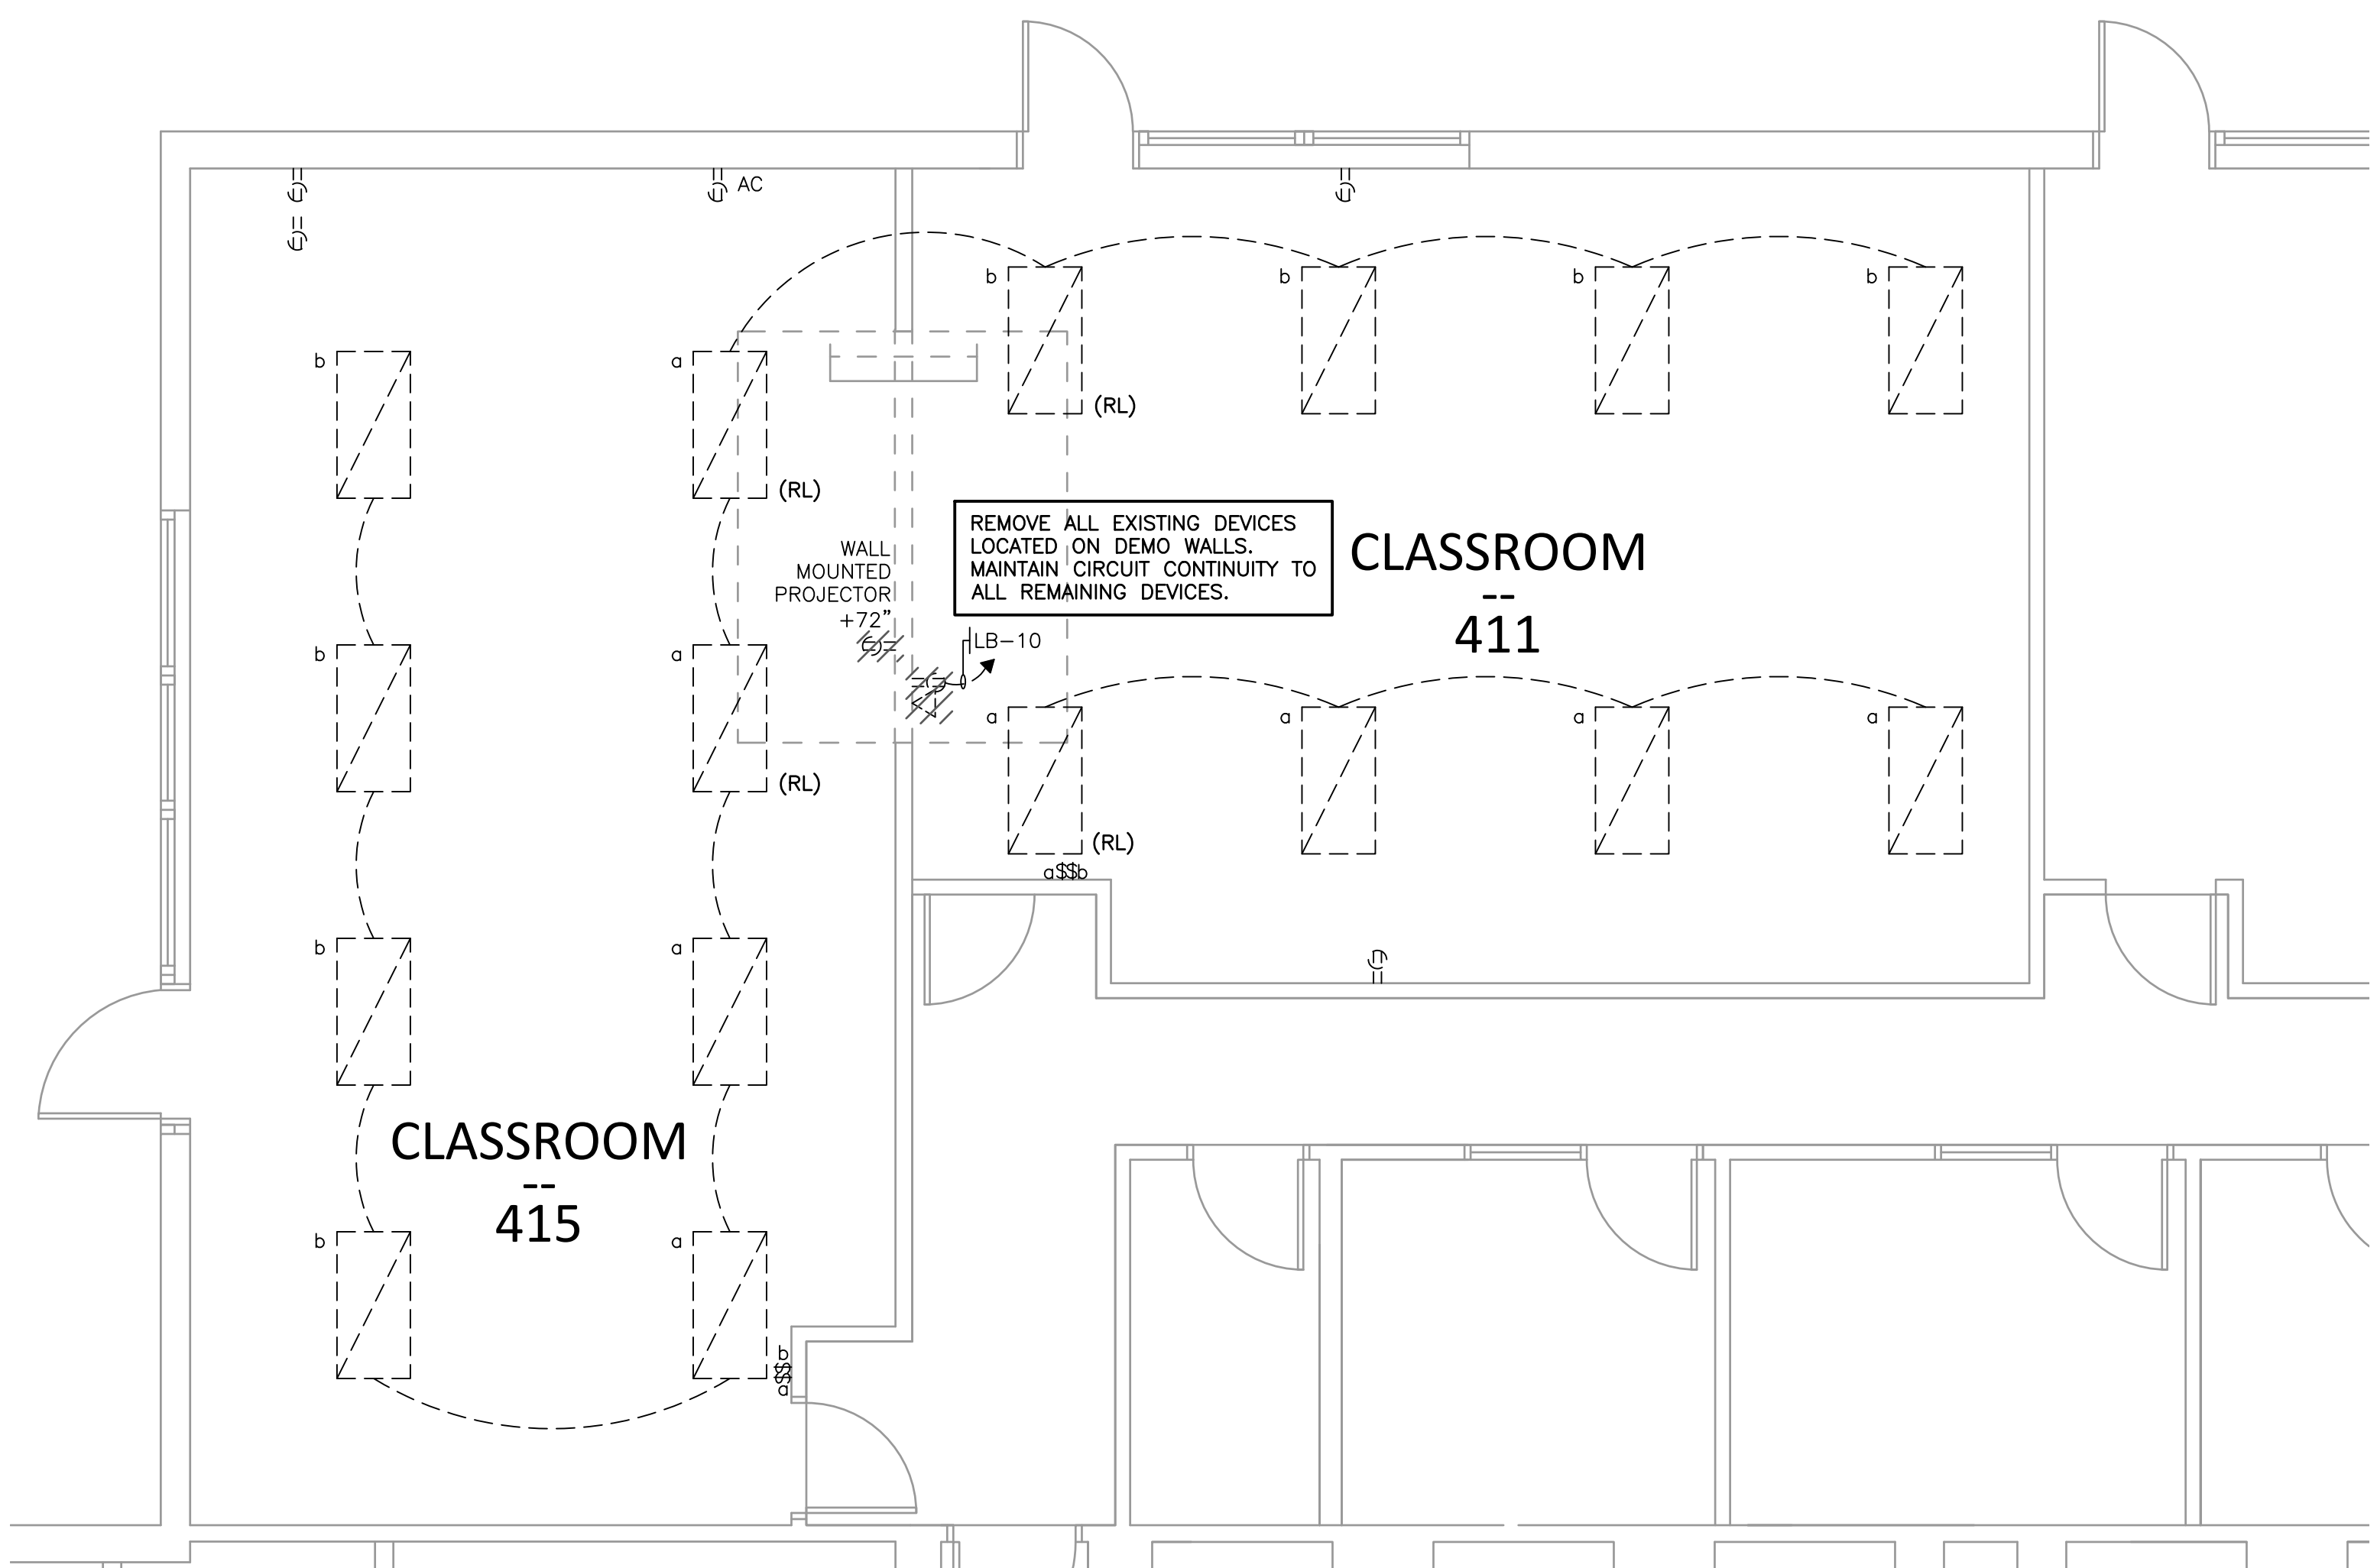 AC
b b b b
b a
(RL)
(RL)
REMOVE ALL EXISTING DEVICES
LOCATED ON DEMO WALLS.
MAINTAIN CIRCUIT CONTINUITY TO
ALL REMAINING DEVICES.
CLASSROOM
--
411
WALL
MOUNTED
PROJECTOR
+72"
LB-10
b a
a a a a
(RL)
(RL)
a$$b
b a
CLASSROOM
--
415
b a
b
$$
a